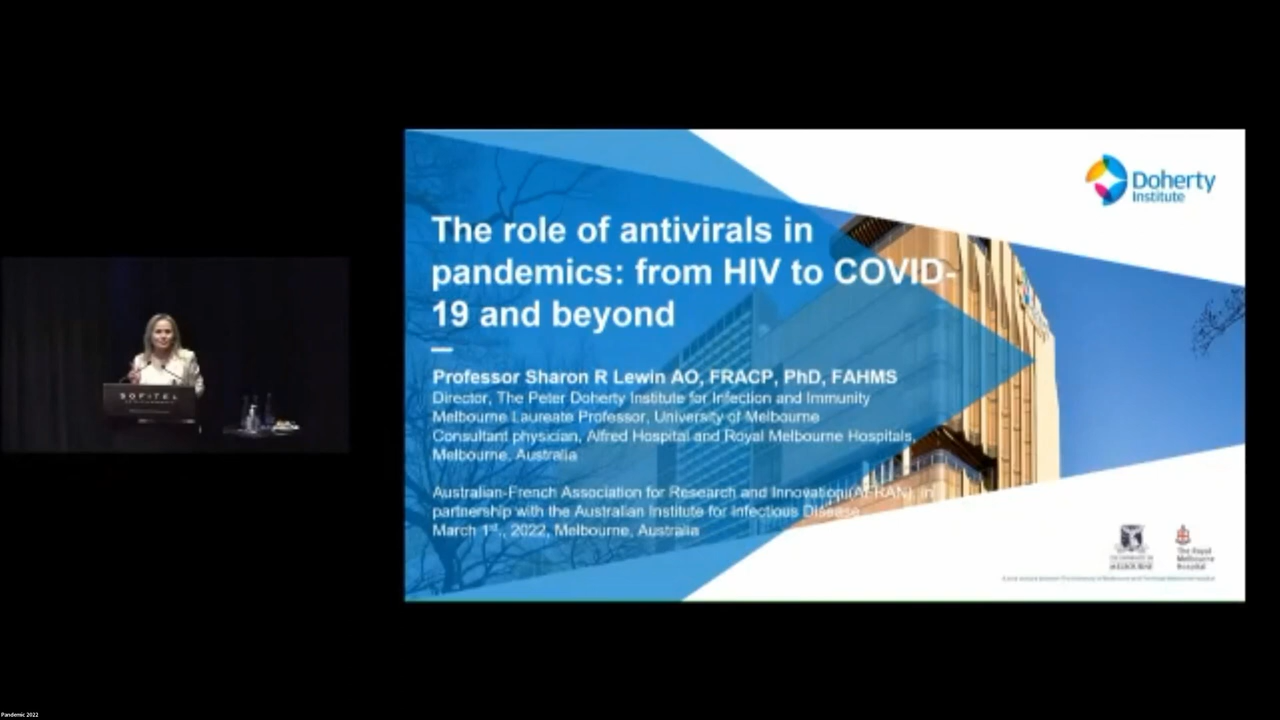 Doherty
Institute
The role of antivirals in
pandemics: from HIV to COVID-
19 and beyond
Professor Sharon R Lewin AO, FRACP, PhD, FAHMS
Director, The Peter Doherty Institute for Infection and Immunity
Melbourne Laureate Professor, University of Melbourne
Consultant physician, Alfred Hospital and Royal Melbourne Hospitals,
Melbourne, Australia
Australian-French Association for Research and Innovation (AFRAN), in
partnership with the Australian Institute for Infectious Disease
March 1st., 2022, Melbourne, Australia
SOFITEL
MELBOURNE
The Royal
Melbourne
Hospital
Pandemic 2022